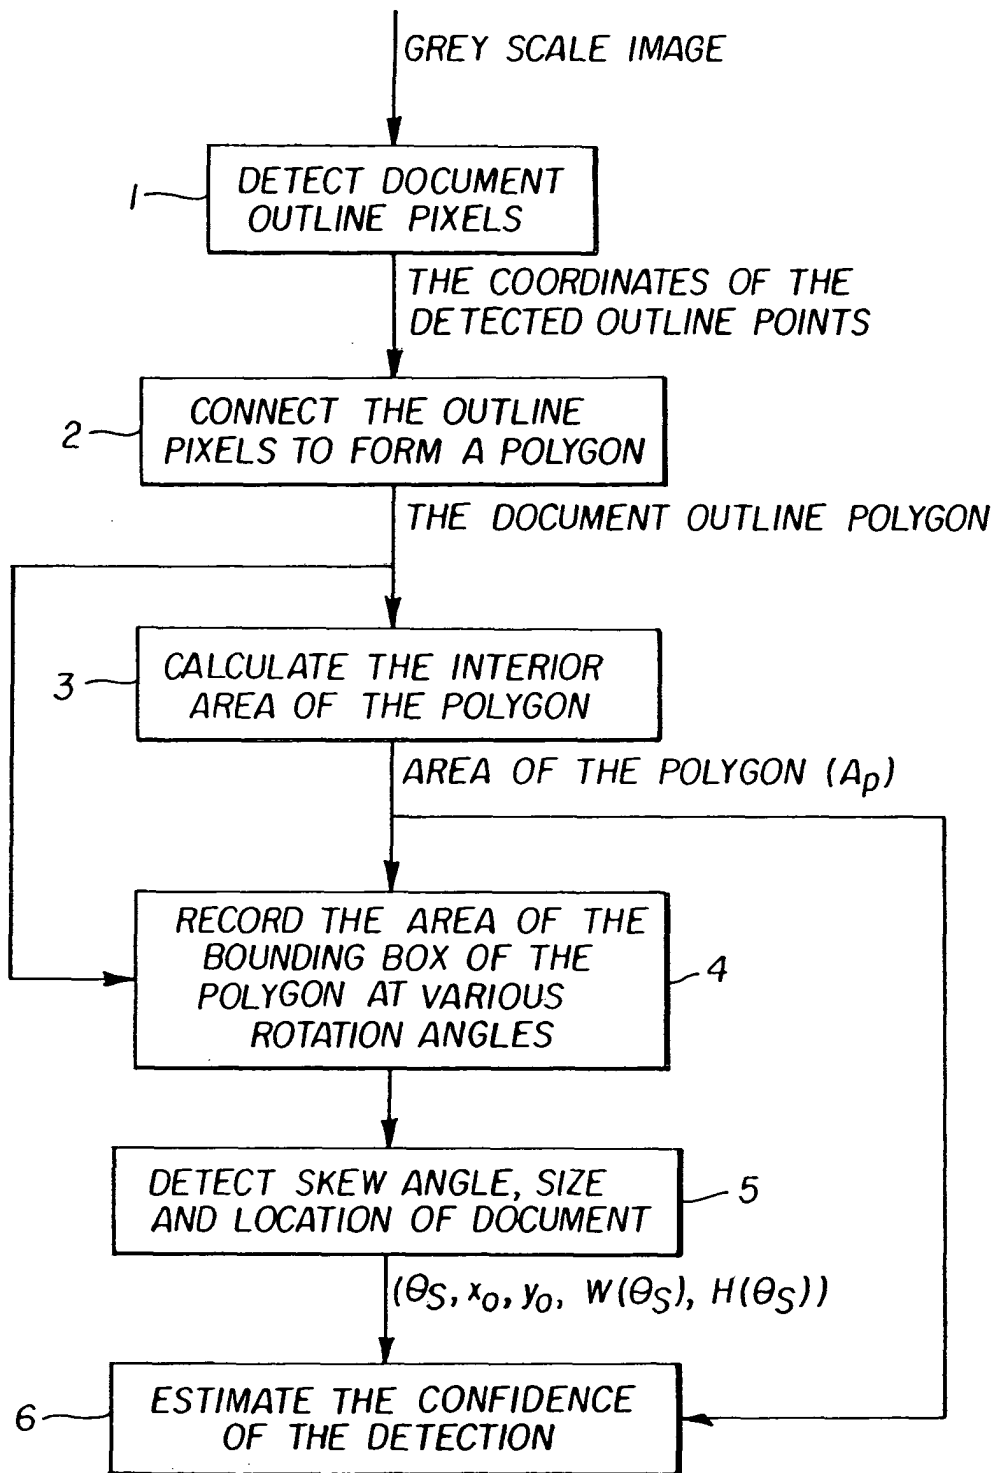 GREY SCALE IMAGE
1
DETECT DOCUMENT
OUTLINE PIXELS
THE COORDINATES OF THE
DETECTED OUTLINE POINTS
2
CONNECT THE OUTLINE
PIXELS TO FORM A POLYGON
THE DOCUMENT OUTLINE POLYGON
3
CALCULATE THE INTERIOR
AREA OF THE POLYGON
AREA OF THE POLYGON (Ap)
RECORD THE AREA OF THE
BOUNDING BOX OF THE
POLYGON AT VARIOUS
ROTATION ANGLES
4
DETECT SKEW ANGLE, SIZE
AND LOCATION OF DOCUMENT
5
(θS, xo, yo, W(θS), H(θS))
6
ESTIMATE THE CONFIDENCE
OF THE DETECTION